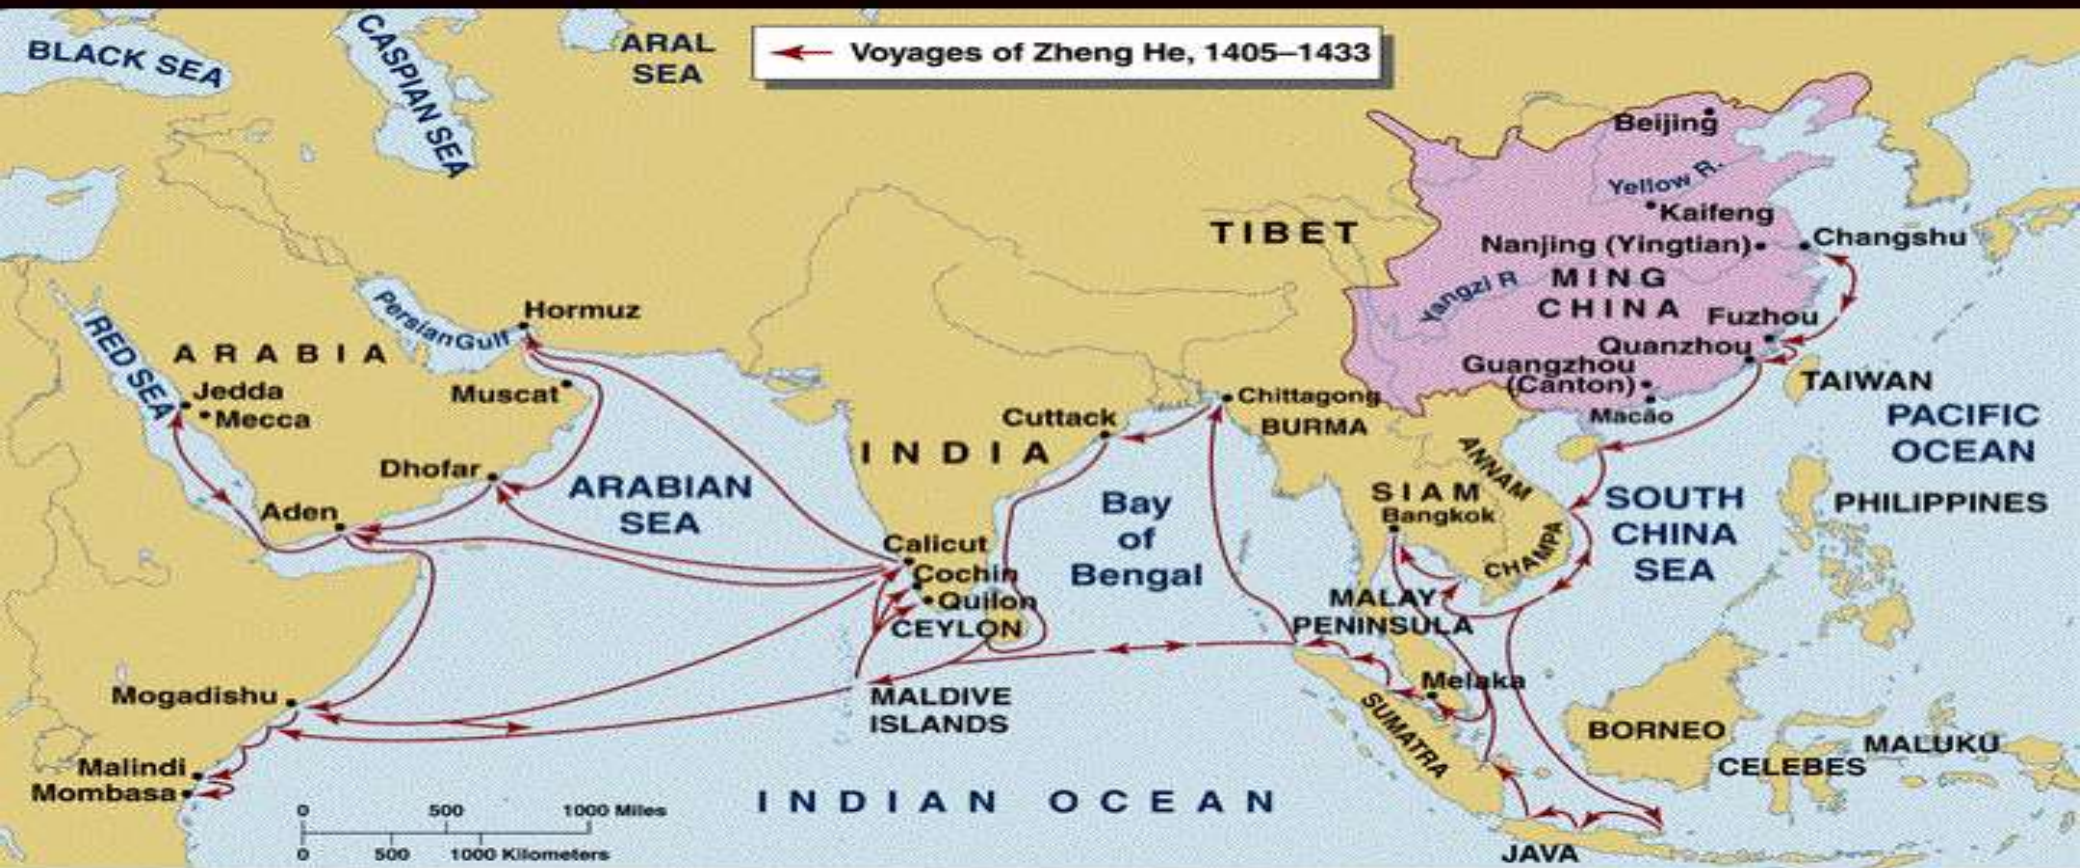 Voyages of Zheng He, 1405–1433
BLACK SEA
CASPIAN SEA
ARAL
SEA
Beijing
Yellow R.
Kaifeng
TIBET
Nanjing (Yingtian)
Changshu
MING
CHINA
Yangzi R
Fuzhou
Quanzhou
Guangzhou
(Canton)
Macão
TAIWAN
PACIFIC
OCEAN
Hormuz
Persian Gulf
RED SEA
ARABIA
Jedda
Mecca
Muscat
Dhofar
Aden
ARABIAN
SEA
INDIA
Cuttack
Chittagong
BURMA
Bay
of
Bengal
SIAM
Bangkok
ANNAM
CHAMPA
SOUTH
CHINA
SEA
PHILIPPINES
Calicut
Cochin
Quilon
CEYLON
MALAY
PENINSULA
MALDIVE
ISLANDS
Melaka
SUMATRA
BORNEO
CELEBES
MALUKU
JAVA
Mogadishu
Malindi
Mombasa
INDIAN OCEAN
0 500 1000 Miles
0 500 1000 Kilometers